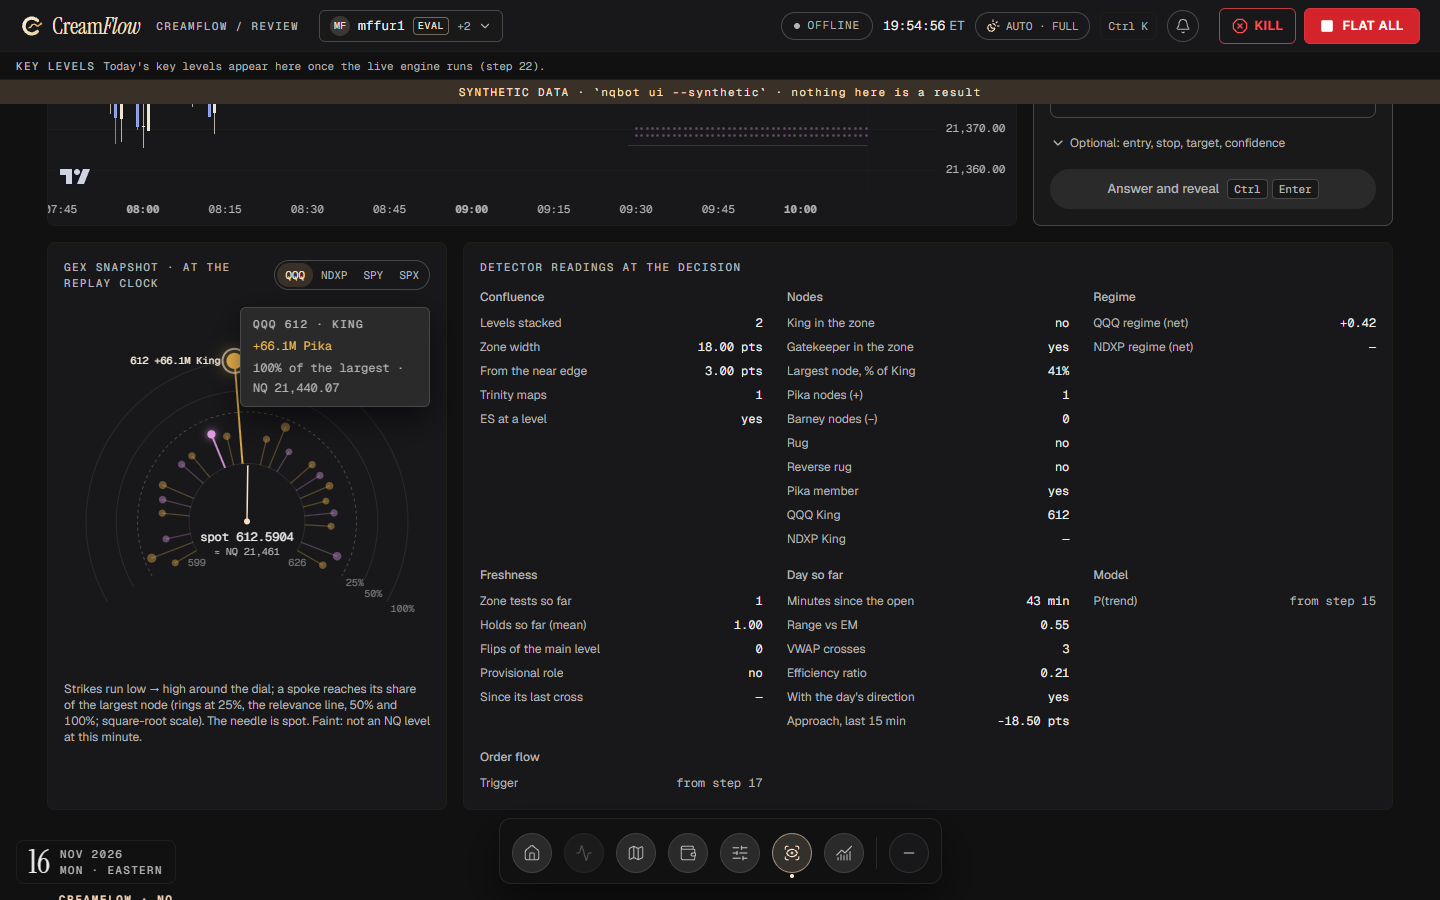 CreamFlow CREAMFLOW / REVIEW MF mffur1 EVAL +2 OFFLINE 19:54:56 ET AUTO · FULL Ctrl K KILL FLAT ALL
KEY LEVELS Today's key levels appear here once the live engine runs (step 22).
SYNTHETIC DATA · `nqbot ui --synthetic` · nothing here is a result
21,370.00
21,360.00
07:45 08:00 08:15 08:30 08:45 09:00 09:15 09:30 09:45 10:00
Optional: entry, stop, target, confidence
Answer and reveal Ctrl Enter
GEX SNAPSHOT · AT THE
REPLAY CLOCK
QQQ NDXP SPY SPX
QQQ 612 · KING
+66.1M Pika
100% of the largest ·
NQ 21,440.07
612 +66.1M King
spot 612.5904
≈ NQ 21,461
599 626
25%
50%
100%
Strikes run low → high around the dial; a spoke reaches its share
of the largest node (rings at 25%, the relevance line, 50% and
100%; square-root scale). The needle is spot. Faint: not an NQ level
at this minute.
DETECTOR READINGS AT THE DECISION
Confluence
Levels stacked 2
Zone width 18.00 pts
From the near edge 3.00 pts
Trinity maps 1
ES at a level yes
Nodes
King in the zone no
Gatekeeper in the zone yes
Largest node, % of King 41%
Pika nodes (+) 1
Barney nodes (−) 0
Rug no
Reverse rug no
Pika member yes
QQQ King 612
NDXP King —
Regime
QQQ regime (net) +0.42
NDXP regime (net) —
Freshness
Zone tests so far 1
Holds so far (mean) 1.00
Flips of the main level 0
Provisional role no
Since its last cross —
Day so far
Minutes since the open 43 min
Range vs EM 0.55
VWAP crosses 3
Efficiency ratio 0.21
With the day's direction yes
Approach, last 15 min −18.50 pts
Model
P(trend) from step 15
Order flow
Trigger from step 17
16 NOV 2026
MON · EASTERN
CREAMFLOW · NO